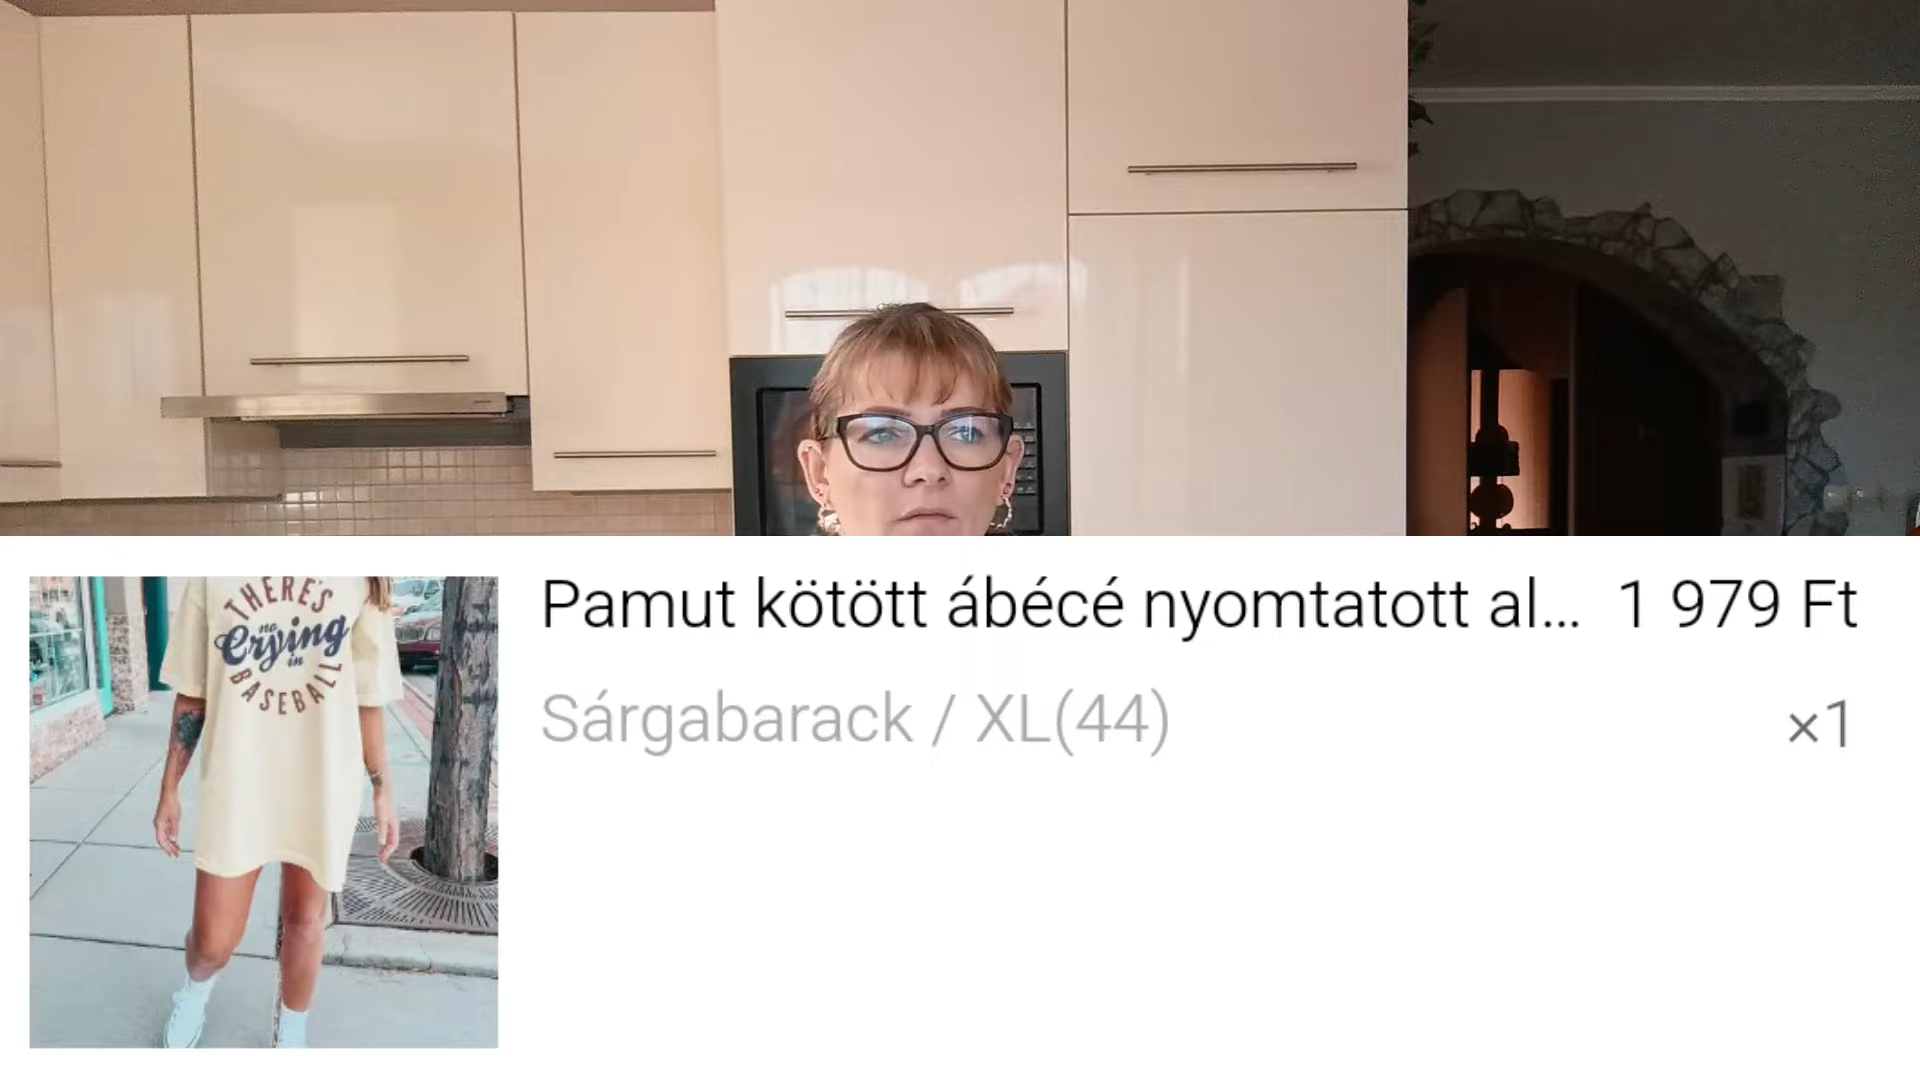 THERE'S
no
Crying
in
BASEBALL
Pamut kötött ábécé nyomtatott al... 1 979 Ft
Sárgabarack / XL(44) ×1